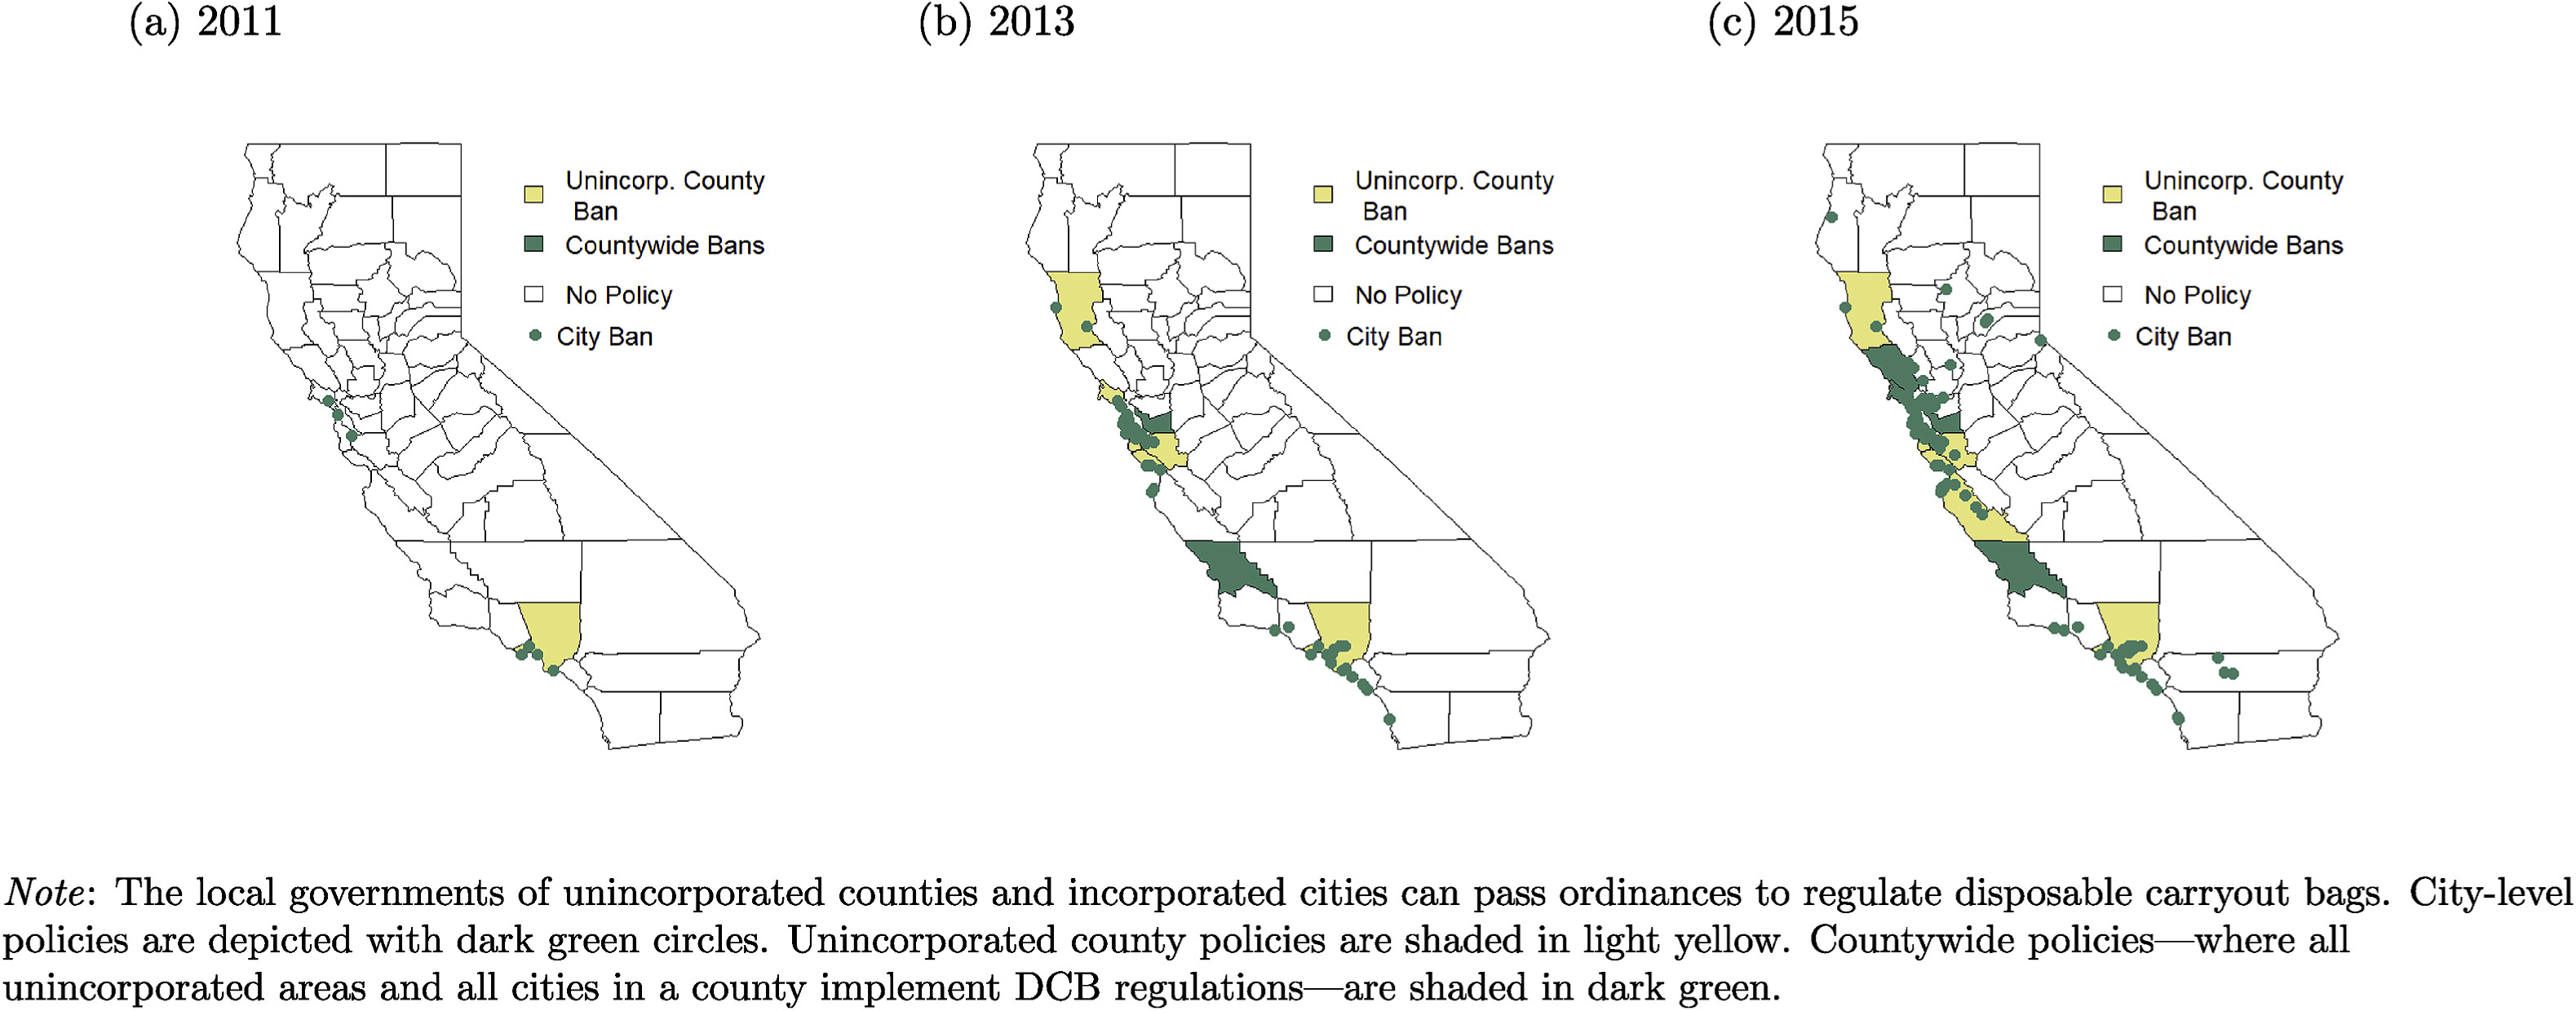 (a) 2011
Unincorp. County
Ban
Countywide Bans
No Policy
City Ban
(b) 2013
Unincorp. County
Ban
Countywide Bans
No Policy
City Ban
(c) 2015
Unincorp. County
Ban
Countywide Bans
No Policy
City Ban
Note: The local governments of unincorporated counties and incorporated cities can pass ordinances to regulate disposable carryout bags. City-level
policies are depicted with dark green circles. Unincorporated county policies are shaded in light yellow. Countywide policies—where all
unincorporated areas and all cities in a county implement DCB regulations—are shaded in dark green.